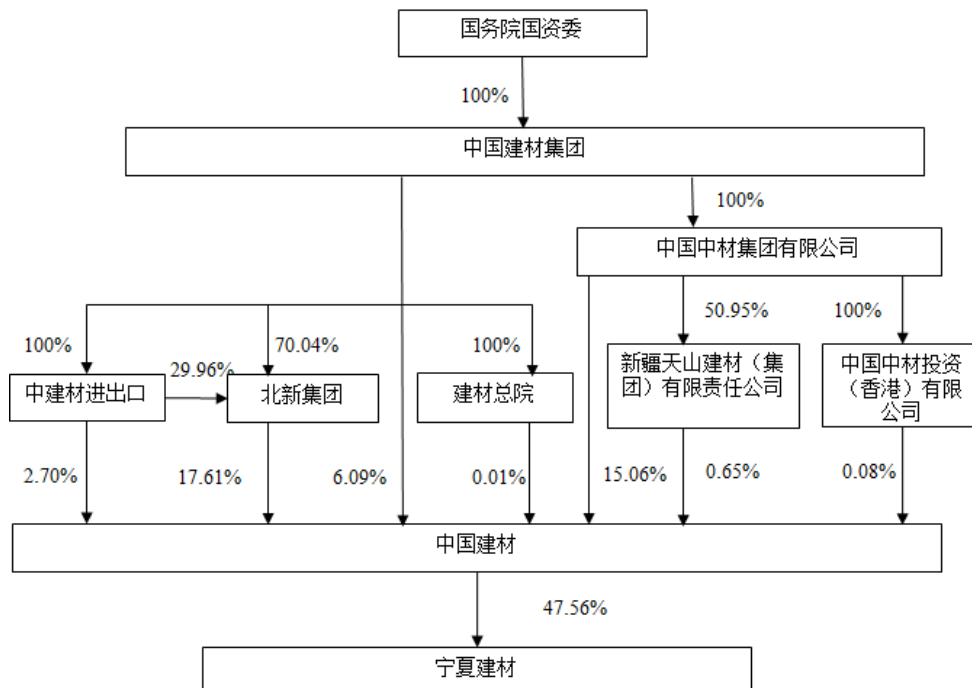 国务院国资委
100%
中国建材集团
100%
中国中材集团有限公司
100%
29.96%
70.04%
100%
50.95%
100%
中建材进出口
北新集团
建材总院
新疆天山建材（集
团）有限责任公司
中国中材投资
（香港）有限
公司
2.70%
17.61%
6.09%
0.01%
15.06%
0.65%
0.08%
中国建材
47.56%
宁夏建材